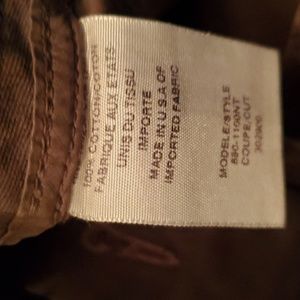 100% COTTON/COTON
FABRIQUE AUX ETATS
UNIS DU TISSU
IMPORTE
MADE IN U.S.A OF
IMPORTED FABRIC
MODELE/STYLE
COUPE/CUT